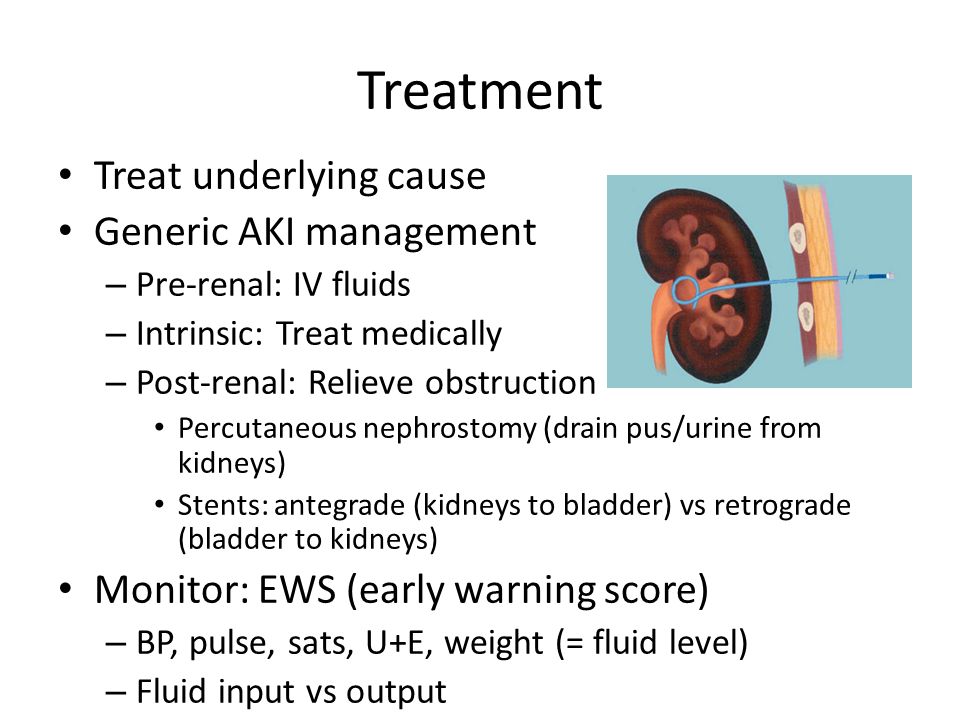 Treatment
• Treat underlying cause
• Generic AKI management
– Pre-renal: IV fluids
– Intrinsic: Treat medically
– Post-renal: Relieve obstruction
• Percutaneous nephrostomy (drain pus/urine from
kidneys)
• Stents: antegrade (kidneys to bladder) vs retrograde
(bladder to kidneys)
• Monitor: EWS (early warning score)
– BP, pulse, sats, U+E, weight (= fluid level)
– Fluid input vs output